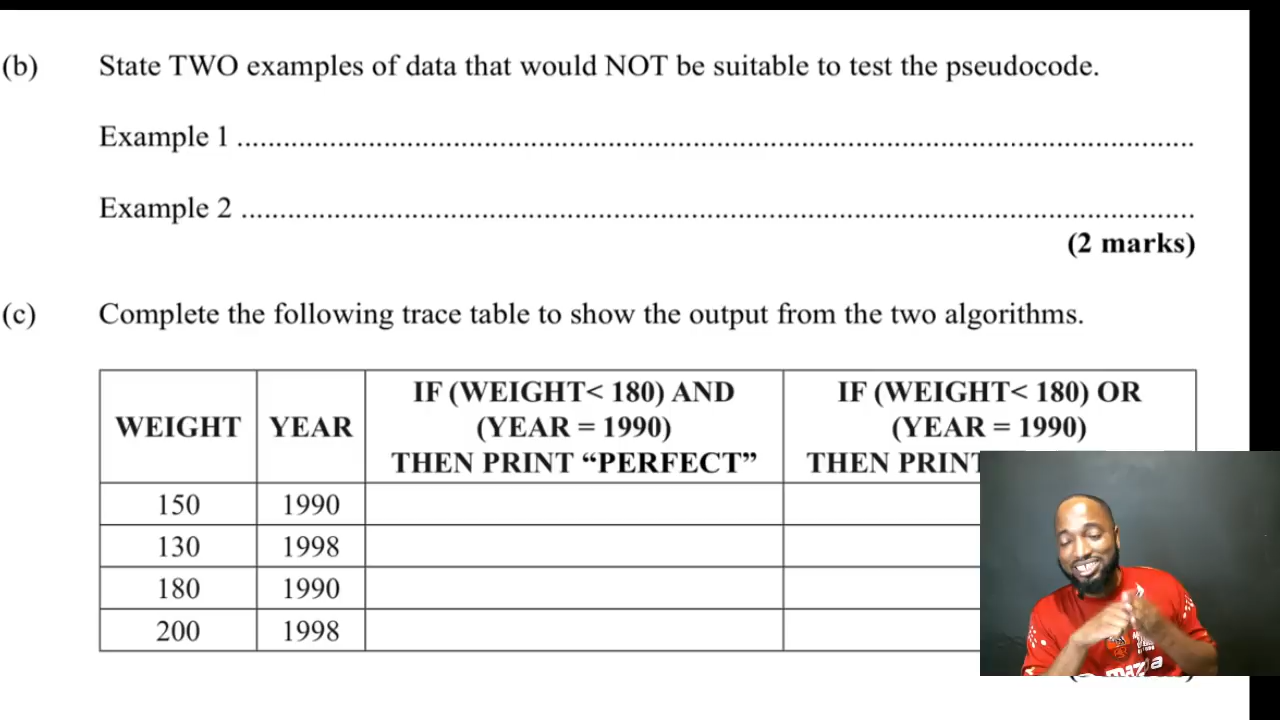 (b) State TWO examples of data that would NOT be suitable to test the pseudocode.
Example 1 ........................................................................
Example 2 ........................................................................
(2 marks)
(c) Complete the following trace table to show the output from the two algorithms.
WEIGHT YEAR
IF (WEIGHT< 180) AND
(YEAR = 1990)
THEN PRINT “PERFECT”
IF (WEIGHT< 180) OR
(YEAR = 1990)
THEN PRINT
150 1990
130 1998
180 1990
200 1998
mazda